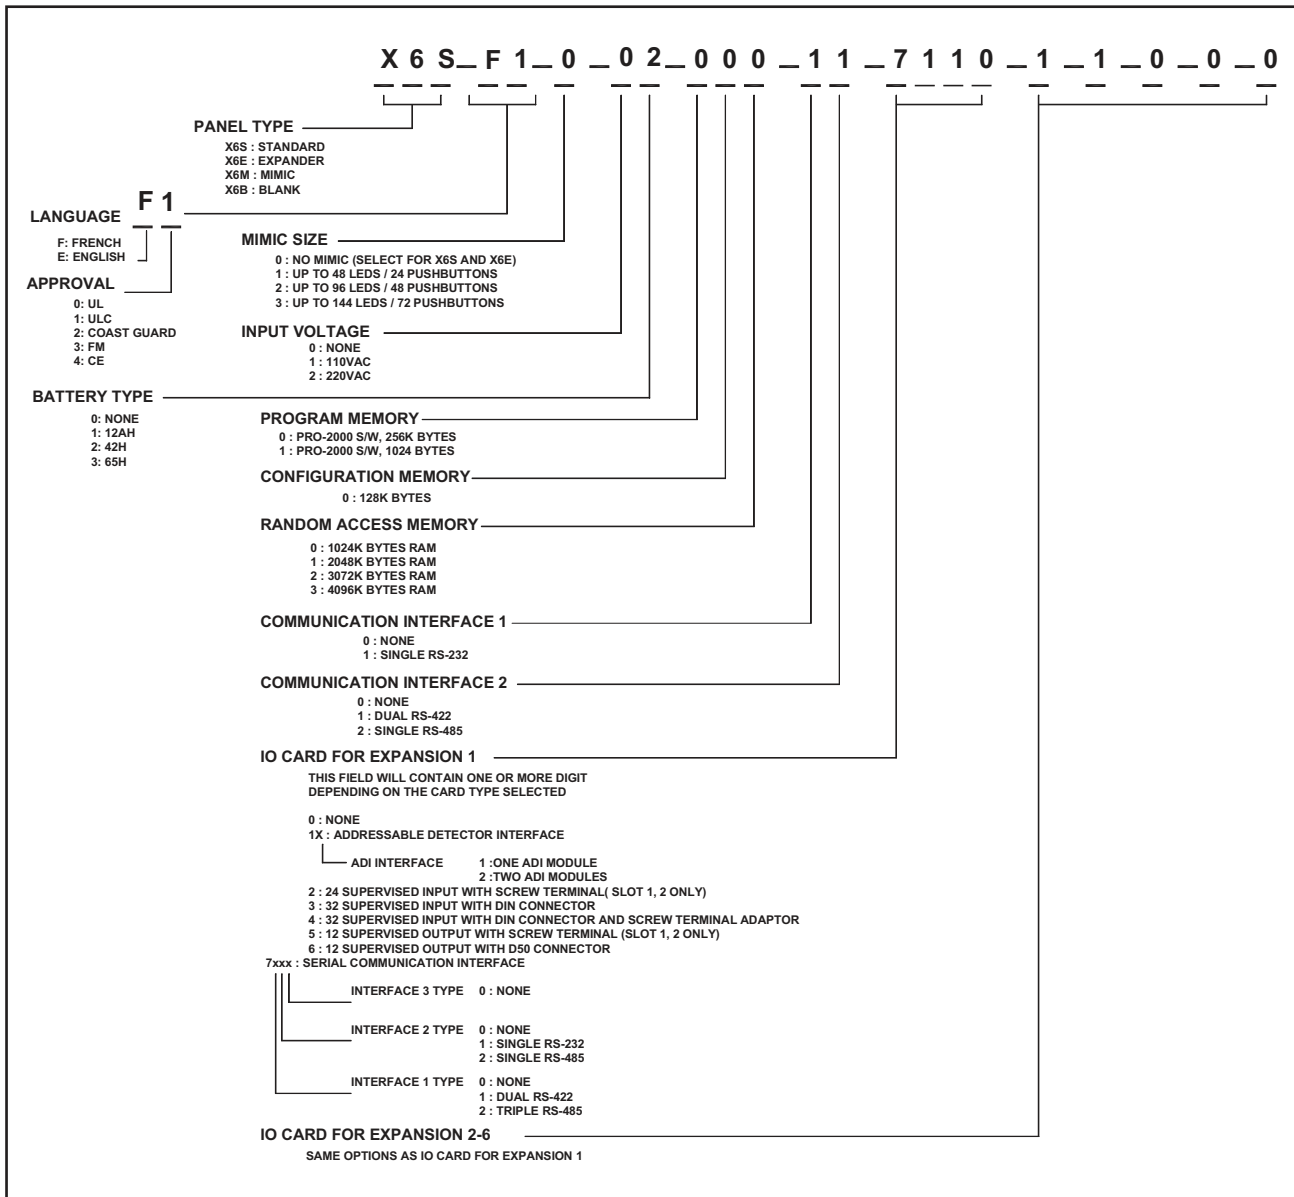 X 6 S _ F 1 _ 0 _ 0 2 _ 0 0 0 _ 1 1 _ 7 1 1 0 _ 1 _ 1 _ 0 _ 0 _ 0
PANEL TYPE
X6S : STANDARD
X6E : EXPANDER
X6M : MIMIC
X6B : BLANK
F 1
LANGUAGE
F: FRENCH
E: ENGLISH
APPROVAL
0: UL
1: ULC
2: COAST GUARD
3: FM
4: CE
MIMIC SIZE
0 : NO MIMIC (SELECT FOR X6S AND X6E)
1 : UP TO 48 LEDS / 24 PUSHBUTTONS
2 : UP TO 96 LEDS / 48 PUSHBUTTONS
3 : UP TO 144 LEDS / 72 PUSHBUTTONS
INPUT VOLTAGE
0 : NONE
1 : 110VAC
2 : 220VAC
BATTERY TYPE
0: NONE
1: 12AH
2: 42H
3: 65H
PROGRAM MEMORY
0 : PRO-2000 S/W, 256K BYTES
1 : PRO-2000 S/W, 1024 BYTES
CONFIGURATION MEMORY
0 : 128K BYTES
RANDOM ACCESS MEMORY
0 : 1024K BYTES RAM
1 : 2048K BYTES RAM
2 : 3072K BYTES RAM
3 : 4096K BYTES RAM
COMMUNICATION INTERFACE 1
0 : NONE
1 : SINGLE RS-232
COMMUNICATION INTERFACE 2
0 : NONE
1 : DUAL RS-422
2 : SINGLE RS-485
IO CARD FOR EXPANSION 1
THIS FIELD WILL CONTAIN ONE OR MORE DIGIT
DEPENDING ON THE CARD TYPE SELECTED
0 : NONE
1X : ADDRESSABLE DETECTOR INTERFACE
ADI INTERFACE 1 :ONE ADI MODULE
2 :TWO ADI MODULES
2 : 24 SUPERVISED INPUT WITH SCREW TERMINAL( SLOT 1, 2 ONLY)
3 : 32 SUPERVISED INPUT WITH DIN CONNECTOR
4 : 32 SUPERVISED INPUT WITH DIN CONNECTOR AND SCREW TERMINAL ADAPTOR
5 : 12 SUPERVISED OUTPUT WITH SCREW TERMINAL (SLOT 1, 2 ONLY)
6 : 12 SUPERVISED OUTPUT WITH D50 CONNECTOR
7xxx : SERIAL COMMUNICATION INTERFACE
INTERFACE 3 TYPE 0 : NONE
INTERFACE 2 TYPE 0 : NONE
1 : SINGLE RS-232
2 : SINGLE RS-485
INTERFACE 1 TYPE 0 : NONE
1 : DUAL RS-422
2 : TRIPLE RS-485
IO CARD FOR EXPANSION 2-6
SAME OPTIONS AS IO CARD FOR EXPANSION 1